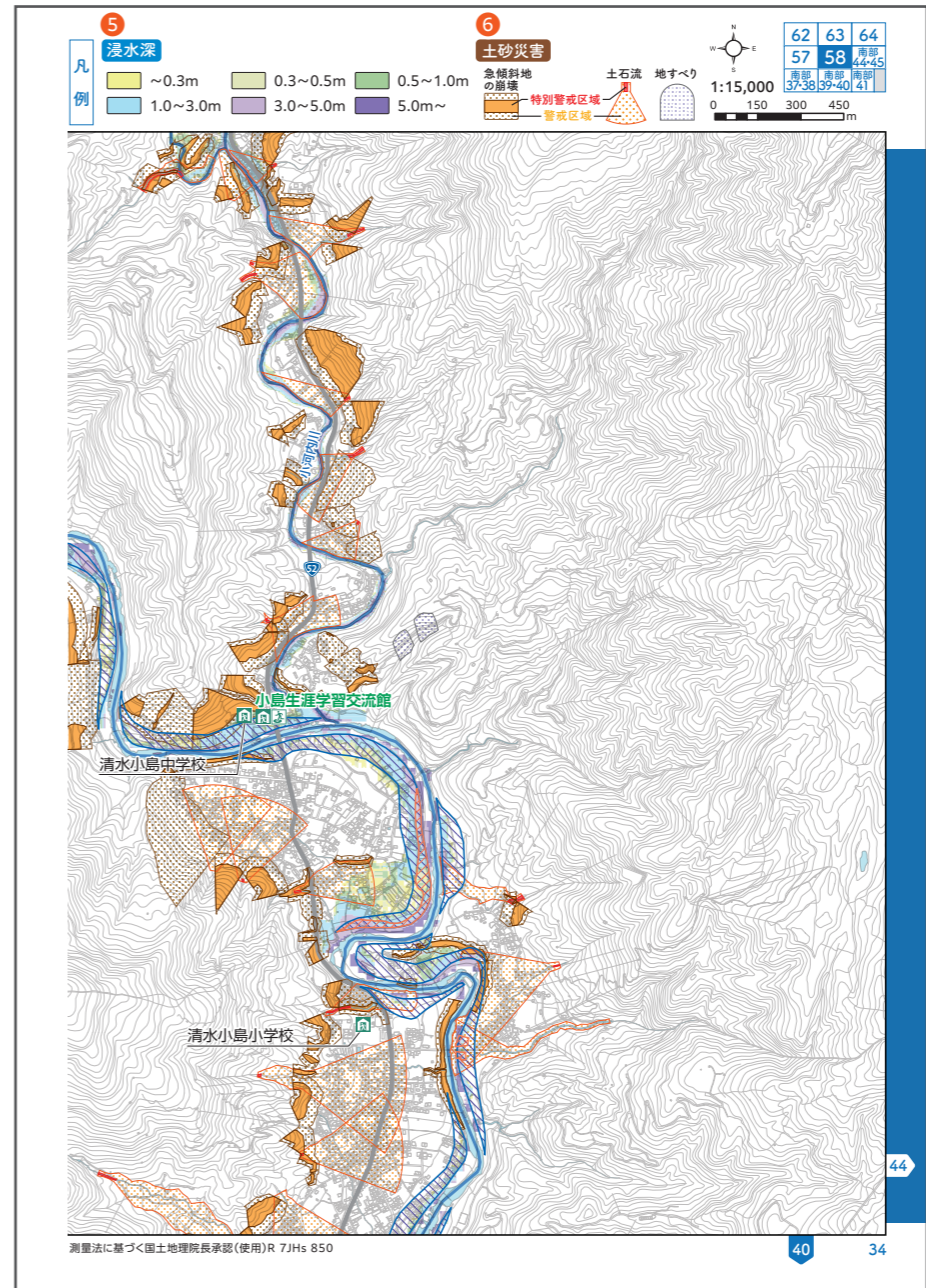 凡例
5
浸水深
~0.3m
0.3~0.5m
0.5~1.0m
1.0~3.0m
3.0~5.0m
5.0m~
6
土砂災害
急傾斜地
の崩壊
土石流
地すべり
特別警戒区域
警戒区域
N
W
E
S
1:15,000
0 150 300 450 m
62 63 64
57 58 南部 44・45
南部 37・38 南部 39・40 南部 41
小河内川
52
小島生涯学習交流館
清水小島中学校
清水小島小学校
44
測量法に基づく国土地理院長承認(使用)R 7JHs 850
40
34